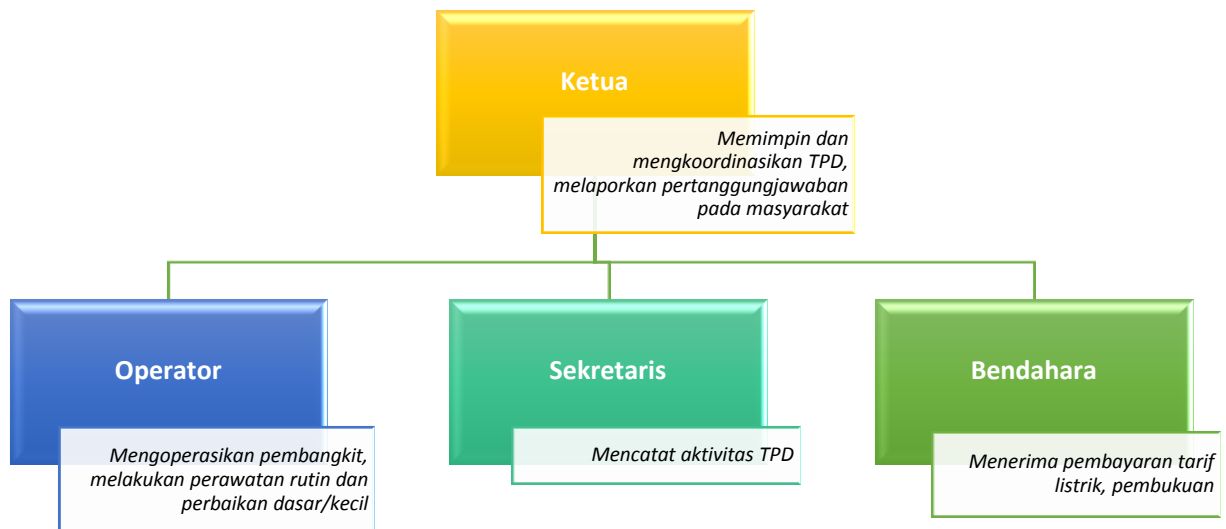 Ketua
Memimpin dan
mengkoordinasikan TPD,
melaporkan pertanggungjawaban
pada masyarakat
Operator
Mengoperasikan pembangkit,
melakukan perawatan rutin dan
perbaikan dasar/kecil
Sekretaris
Mencatat aktivitas TPD
Bendahara
Menerima pembayaran tarif
listrik, pembukuan